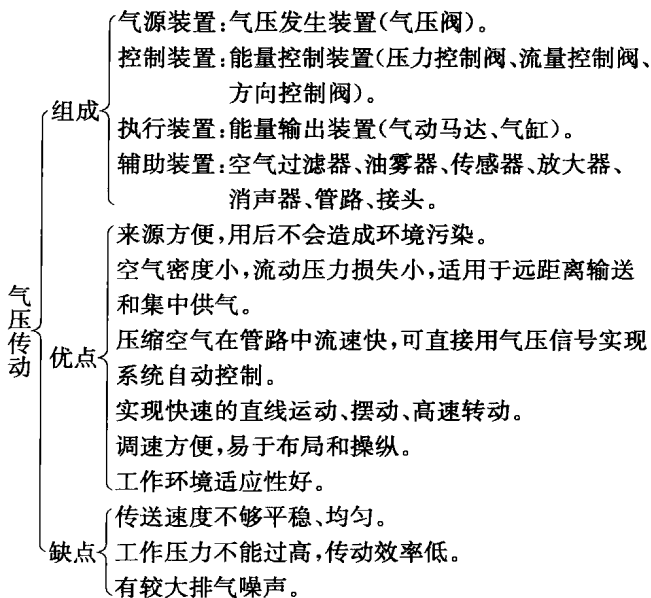 气压传动
组成
气源装置:气压发生装置(气压阀)。
控制装置:能量控制装置(压力控制阀、流量控制阀、
方向控制阀)。
执行装置:能量输出装置(气动马达、气缸)。
辅助装置:空气过滤器、油雾器、传感器、放大器、
消声器、管路、接头。
优点
来源方便,用后不会造成环境污染。
空气密度小,流动压力损失小,适用于远距离输送
和集中供气。
压缩空气在管路中流速快,可直接用气压信号实现
系统自动控制。
实现快速的直线运动、摆动、高速转动。
调速方便,易于布局和操纵。
工作环境适应性好。
缺点
传送速度不够平稳、均匀。
工作压力不能过高,传动效率低。
有较大排气噪声。